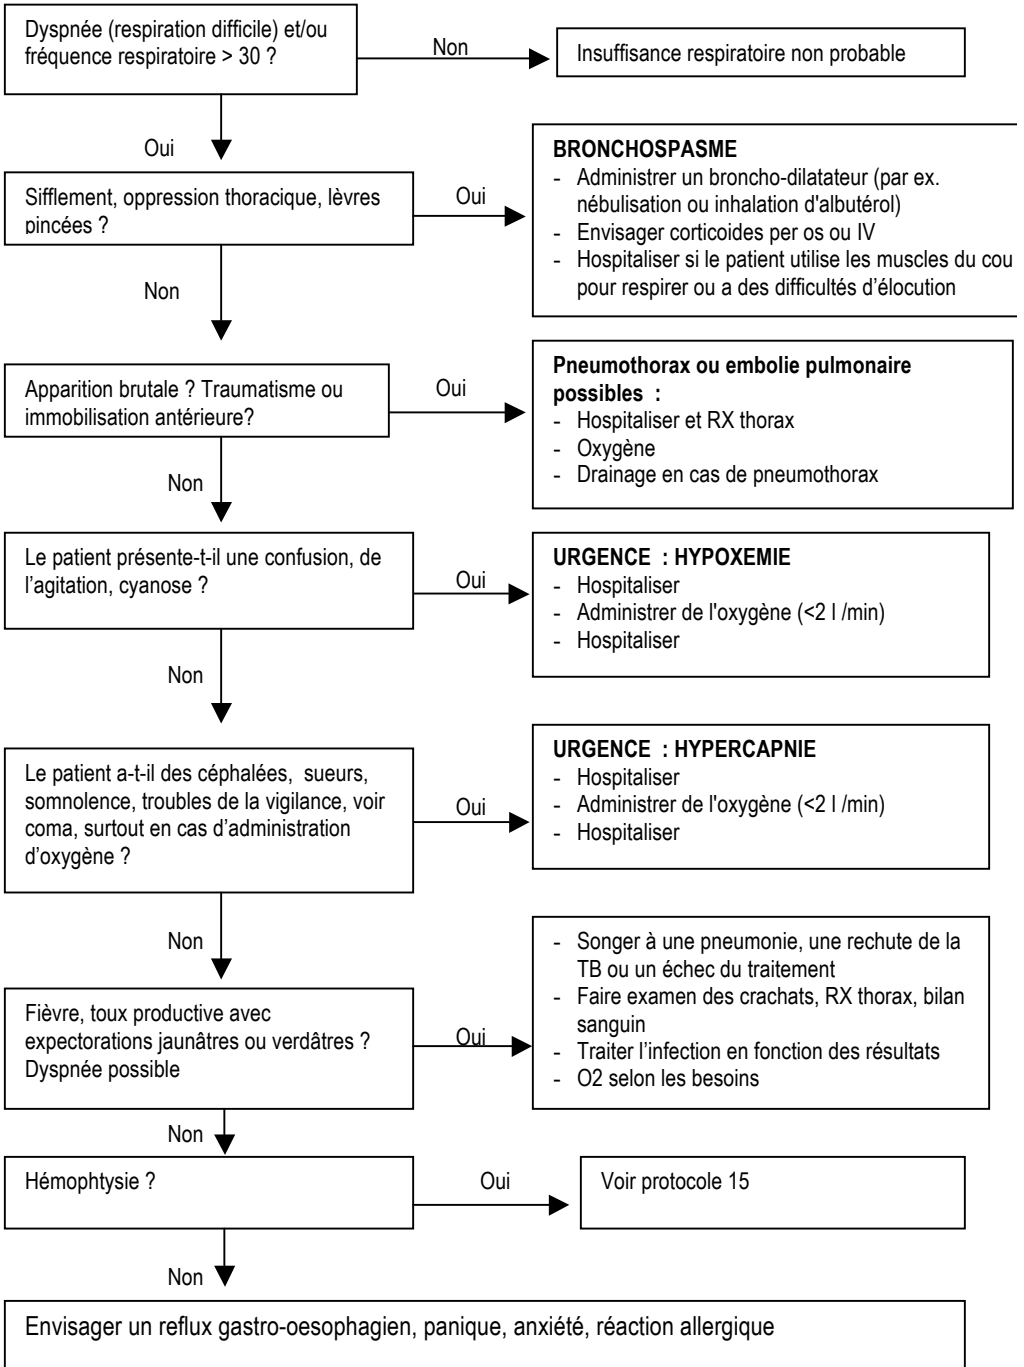 Dyspnée (respiration difficile) et/ou
fréquence respiratoire > 30 ?
Non
Insuffisance respiratoire non probable
Oui
Sifflement, oppression thoracique, lèvres
pincées ?
Oui
BRONCHOSPASME
- Administrer un broncho-dilatateur (par ex.
nébulisation ou inhalation d'albutérol)
- Envisager corticoides per os ou IV
- Hospitaliser si le patient utilise les muscles du cou
pour respirer ou a des difficultés d’élocution
Non
Apparition brutale ? Traumatisme ou
immobilisation antérieure?
Oui
Pneumothorax ou embolie pulmonaire
possibles :
- Hospitaliser et RX thorax
- Oxygène
- Drainage en cas de pneumothorax
Non
Le patient présente-t-il une confusion, de
l’agitation, cyanose ?
Oui
URGENCE : HYPOXEMIE
- Hospitaliser
- Administrer de l'oxygène (<2 l /min)
- Hospitaliser
Non
Le patient a-t-il des céphalées, sueurs,
somnolence, troubles de la vigilance, voir
coma, surtout en cas d’administration
d’oxygène ?
Oui
URGENCE : HYPERCAPNIE
- Hospitaliser
- Administrer de l'oxygène (<2 l /min)
- Hospitaliser
Non
Fièvre, toux productive avec
expectorations jaunâtres ou verdâtres ?
Dyspnée possible
Oui
- Songer à une pneumonie, une rechute de la
TB ou un échec du traitement
- Faire examen des crachats, RX thorax, bilan
sanguin
- Traiter l’infection en fonction des résultats
- O2 selon les besoins
Non
Hémophtysie ?
Oui
Voir protocole 15
Non
Envisager un reflux gastro-oesophagien, panique, anxiété, réaction allergique